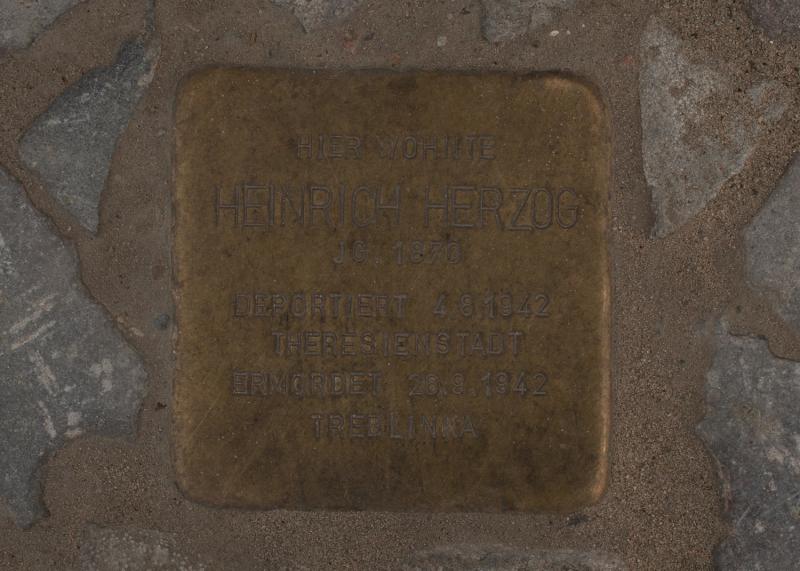 HIER WOHNTE
HEINRICH HERZOG
JG. 1870
DEPORTIERT 4.8.1942
THERESIENSTADT
ERMORDET 26.9.1942
TREBLINKA